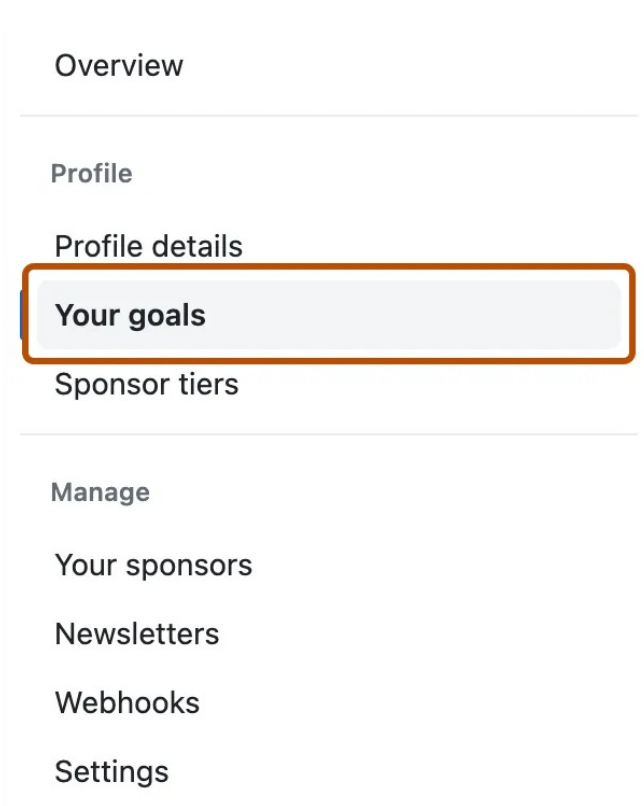 Overview
Profile
Profile details
Your goals
Sponsor tiers
Manage
Your sponsors
Newsletters
Webhooks
Settings